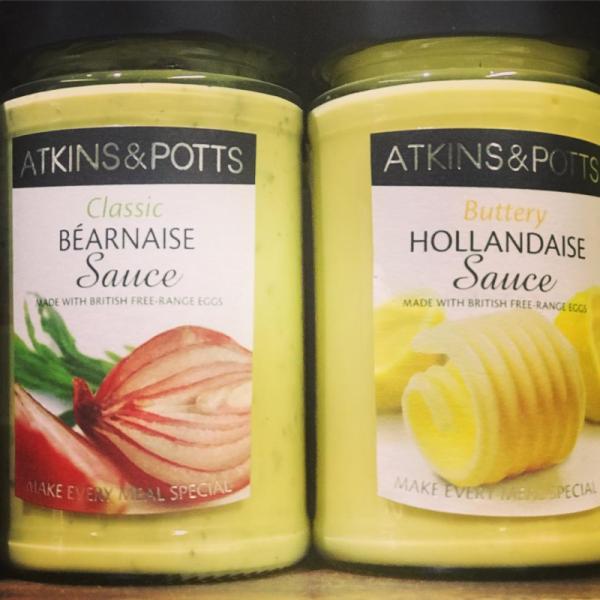 ATKINS&POTTS
Classic
BÉARNAISE
Sauce
MADE WITH BRITISH FREE-RANGE EGGS
MAKE EVERY MEAL SPECIAL
ATKINS&POTTS
Buttery
HOLLANDAISE
Sauce
MADE WITH BRITISH FREE-RANGE EGGS
MAKE EVERY MEAL SPECIAL